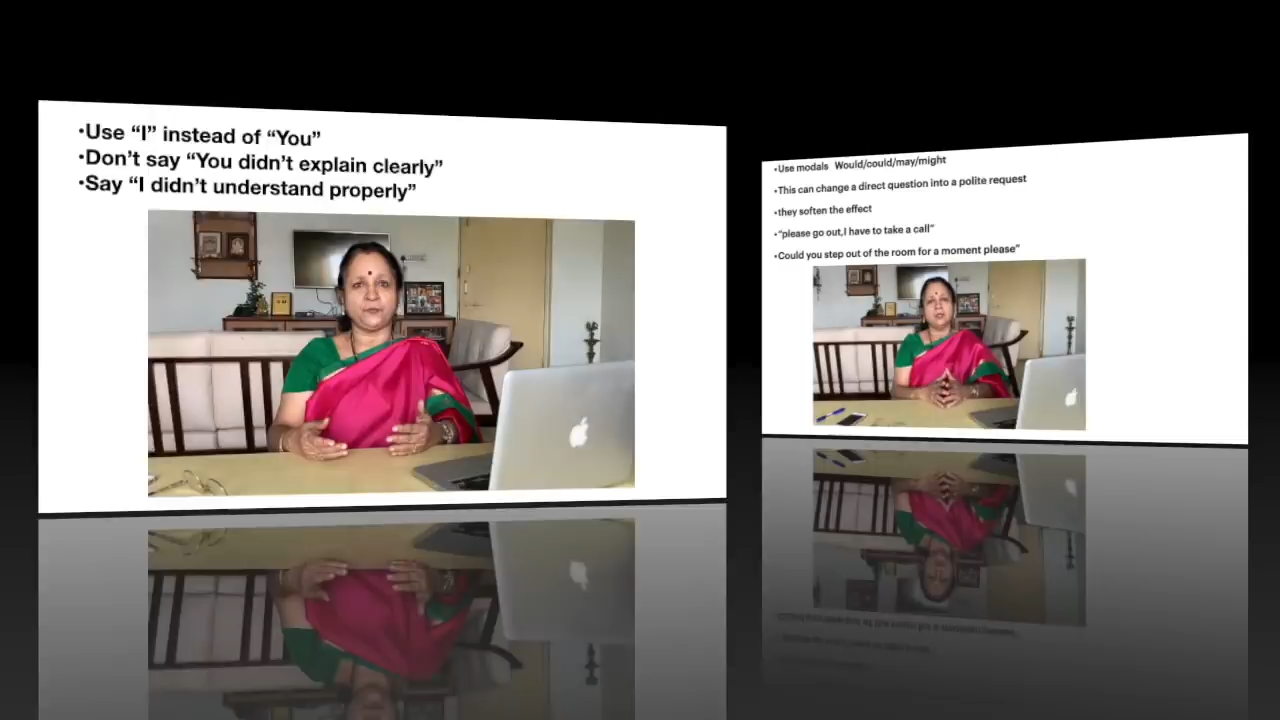 •Use “I” instead of “You”
•Don’t say “You didn’t explain clearly”
•Say “I didn’t understand properly”
•Use modals Would/could/may/might
•This can change a direct question into a polite request
•they soften the effect
•“please go out,I have to take a call”
•Could you step out of the room for a moment please”